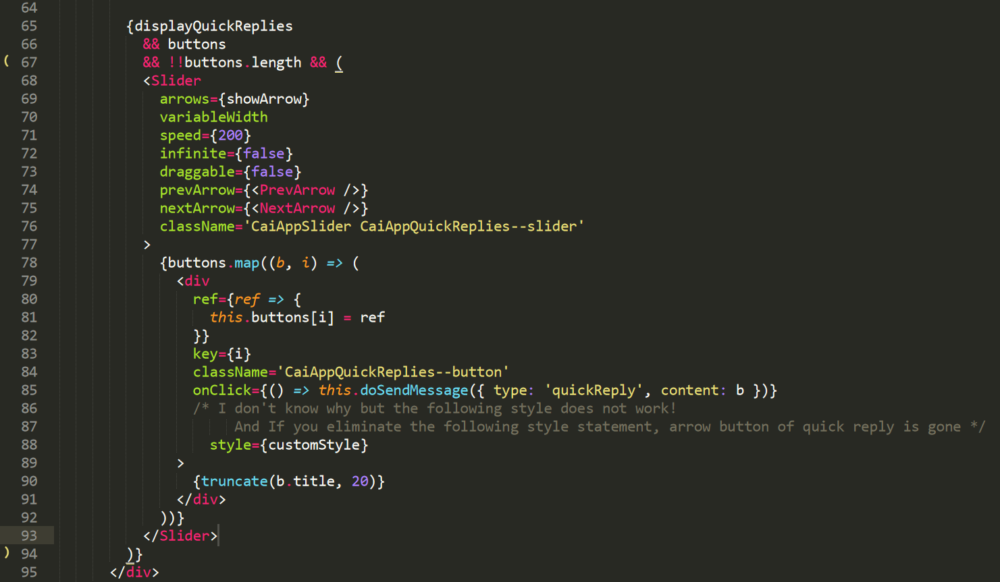 64
65 {displayQuickReplies
66 && buttons
( 67 && !!buttons.length && (
68 <Slider
69 arrows={showArrow}
70 variableWidth
71 speed={200}
72 infinite={false}
73 draggable={false}
74 prevArrow={<PrevArrow />}
75 nextArrow={<NextArrow />}
76 className='CaiAppSlider CaiAppQuickReplies--slider'
77 >
78 {buttons.map((b, i) => (
79 <div
80 ref={ref => {
81 this.buttons[i] = ref
82 }}
83 key={i}
84 className='CaiAppQuickReplies--button'
85 onClick={() => this.doSendMessage({ type: 'quickReply', content: b })}
86 /* I don't know why but the following style does not work!
87 And If you eliminate the following style statement, arrow button of quick reply is gone */
88 style={customStyle}
89 >
90 {truncate(b.title, 20)}
91 </div>
92 ))}
93 </Slider>
) 94 )}
95 </div>